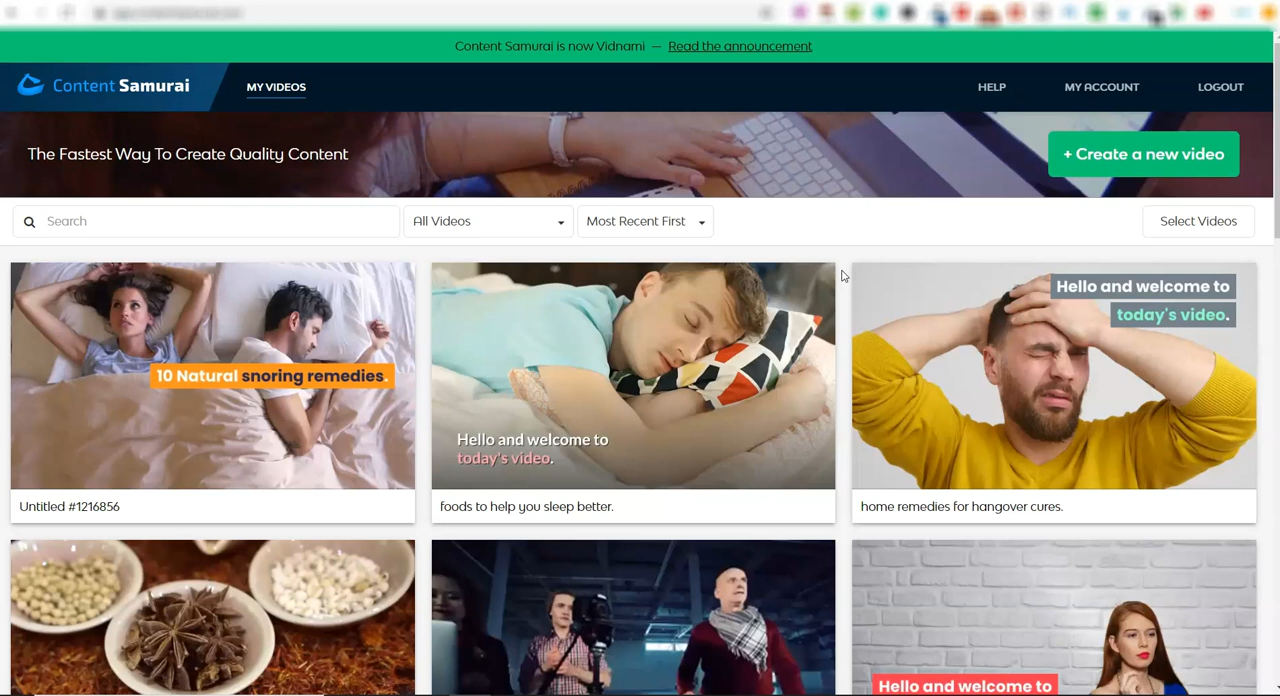 Content Samurai is now Vidnami — Read the announcement
Content Samurai
MY VIDEOS
HELP
MY ACCOUNT
LOGOUT
The Fastest Way To Create Quality Content
+ Create a new video
Search
All Videos
Most Recent First
Select Videos
10 Natural snoring remedies.
Untitled #1216856
Hello and welcome to
today's video.
foods to help you sleep better.
Hello and welcome to
today's video.
home remedies for hangover cures.
Hello and welcome to